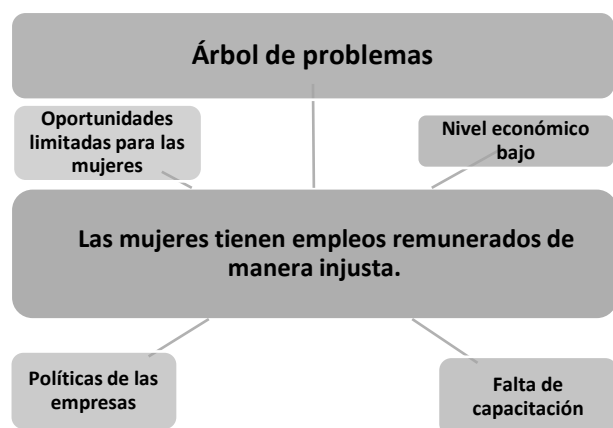 Árbol de problemas
Oportunidades
limitadas para las
mujeres
Nivel económico
bajo
Las mujeres tienen empleos remunerados de
manera injusta.
Políticas de las
empresas
Falta de
capacitación